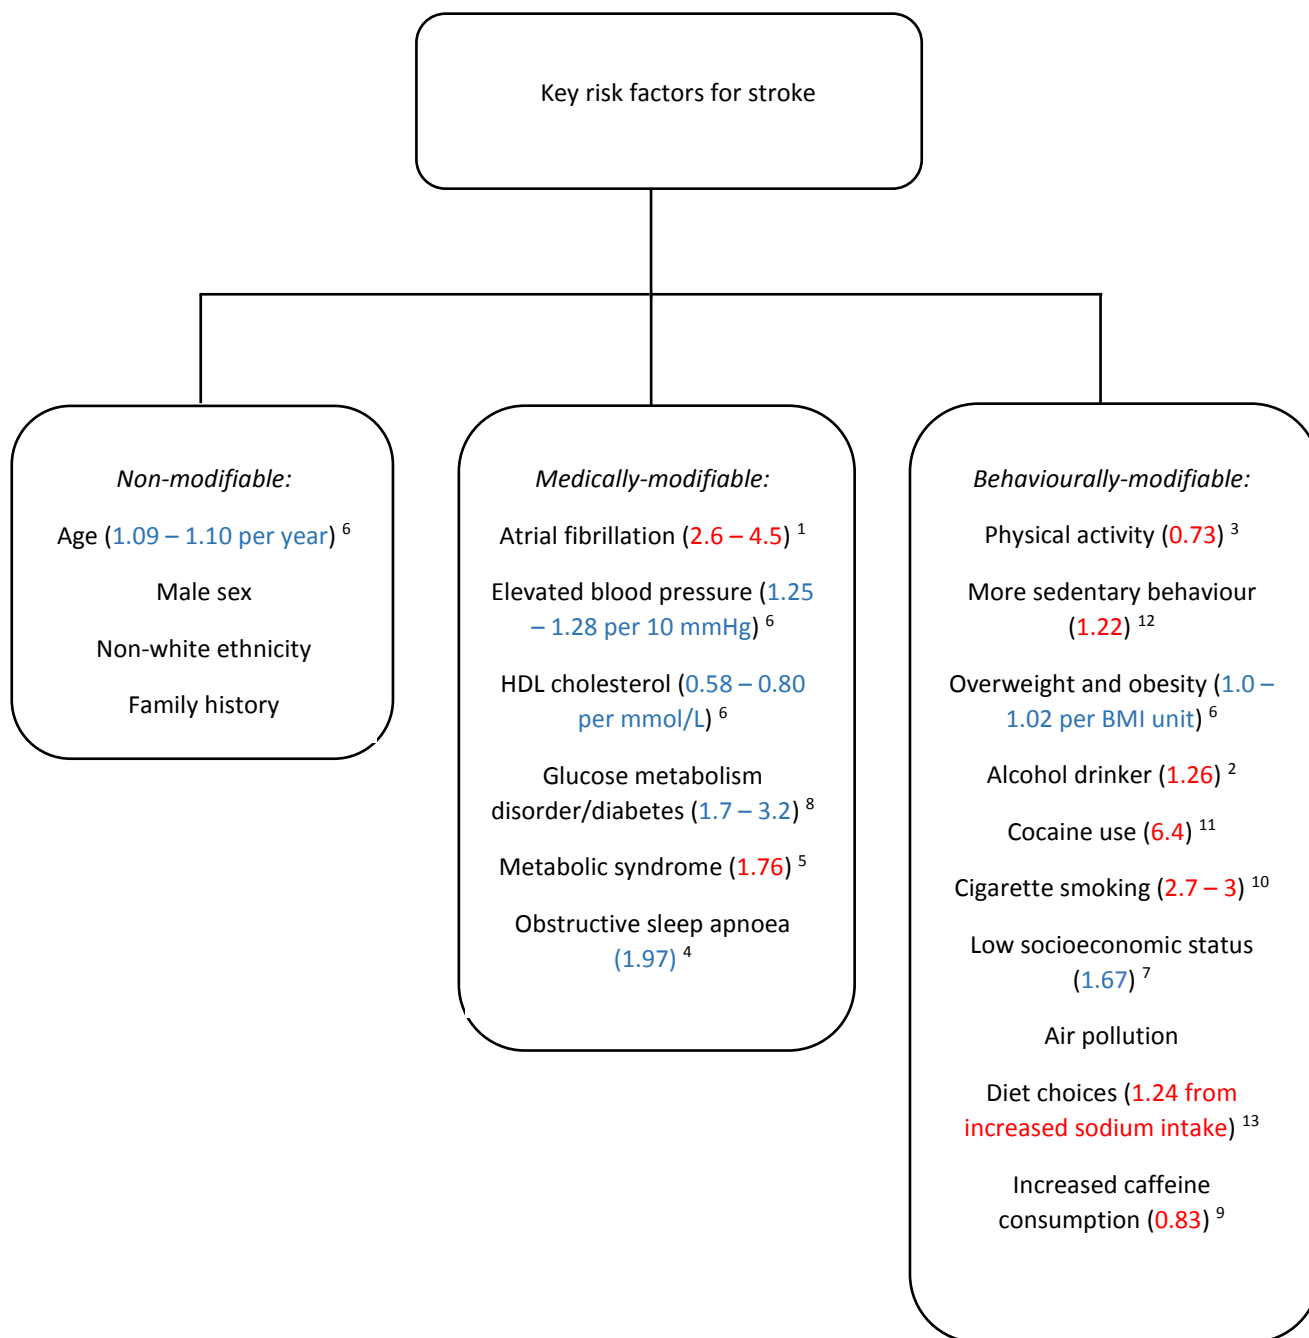 Key risk factors for stroke
Non-modifiable:
Age (1.09 – 1.10 per year) 6
Male sex
Non-white ethnicity
Family history
Medically-modifiable:
Atrial fibrillation (2.6 – 4.5) 1
Elevated blood pressure (1.25
– 1.28 per 10 mmHg) 6
HDL cholesterol (0.58 – 0.80
per mmol/L) 6
Glucose metabolism
disorder/diabetes (1.7 – 3.2) 8
Metabolic syndrome (1.76) 5
Obstructive sleep apnoea
(1.97) 4
Behaviourally-modifiable:
Physical activity (0.73) 3
More sedentary behaviour
(1.22) 12
Overweight and obesity (1.0 –
1.02 per BMI unit) 6
Alcohol drinker (1.26) 2
Cocaine use (6.4) 11
Cigarette smoking (2.7 – 3) 10
Low socioeconomic status
(1.67) 7
Air pollution
Diet choices (1.24 from
increased sodium intake) 13
Increased caffeine
consumption (0.83) 9